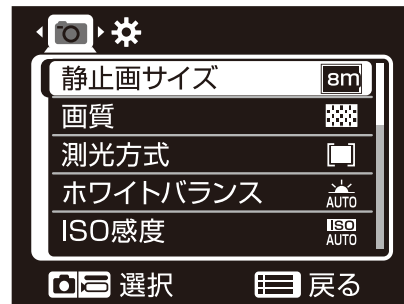 静止画サイズ 8m
画質
測光方式
ホワイトバランス AUTO
ISO感度 ISO AUTO
選択 戻る